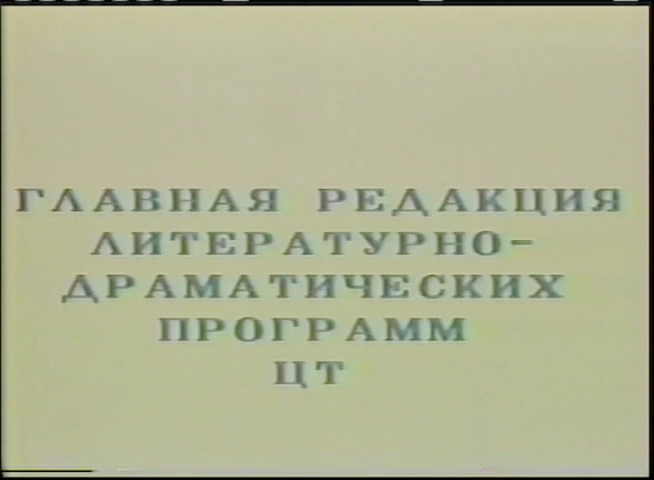 ГЛАВНАЯ РЕДАКЦИЯ
ЛИТЕРАТУРНО-
ДРАМАТИЧЕСКИХ
ПРОГРАММ
ЦТ